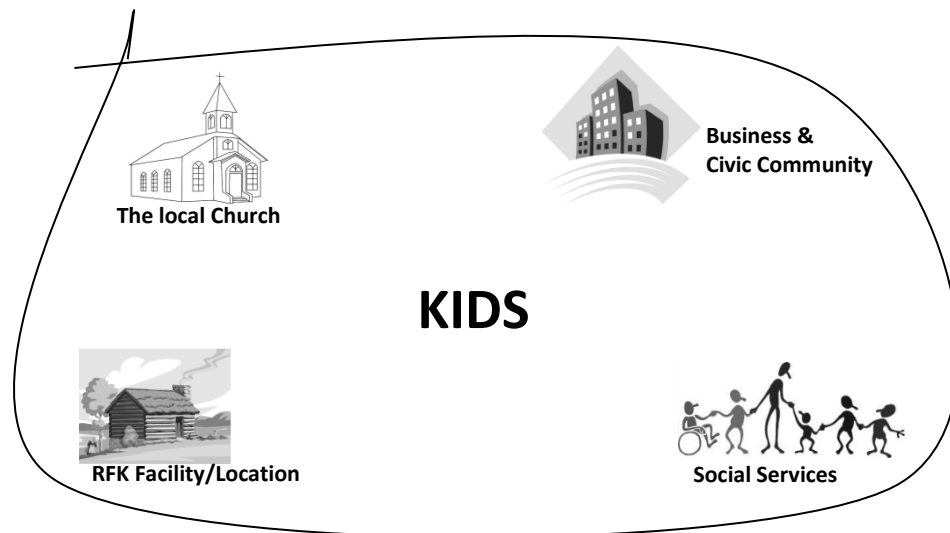 Business &
Civic Community
The local Church
KIDS
RFK Facility/Location
Social Services